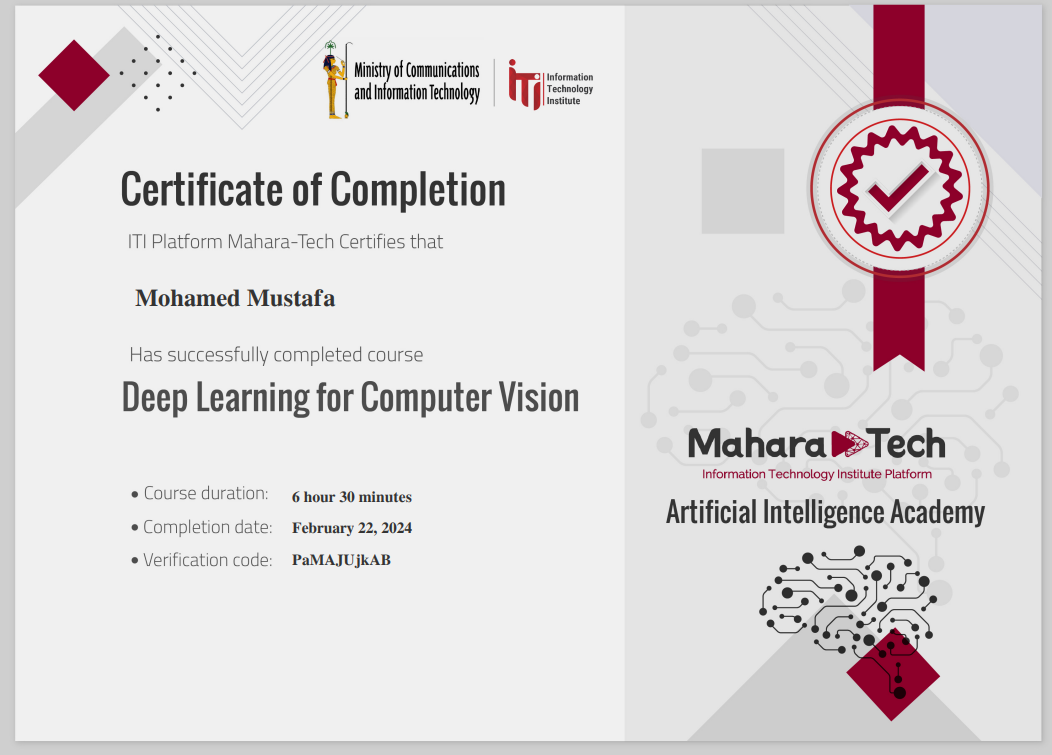 Ministry of Communications
and Information Technology
ITI
Information
Technology
Institute
Certificate of Completion
ITI Platform Mahara-Tech Certifies that
Mohamed Mustafa
Has successfully completed course
Deep Learning for Computer Vision
• Course duration: 6 hour 30 minutes
• Completion date: February 22, 2024
• Verification code: PaMAJUjkAB
Mahara Tech
Information Technology Institute Platform
Artificial Intelligence Academy